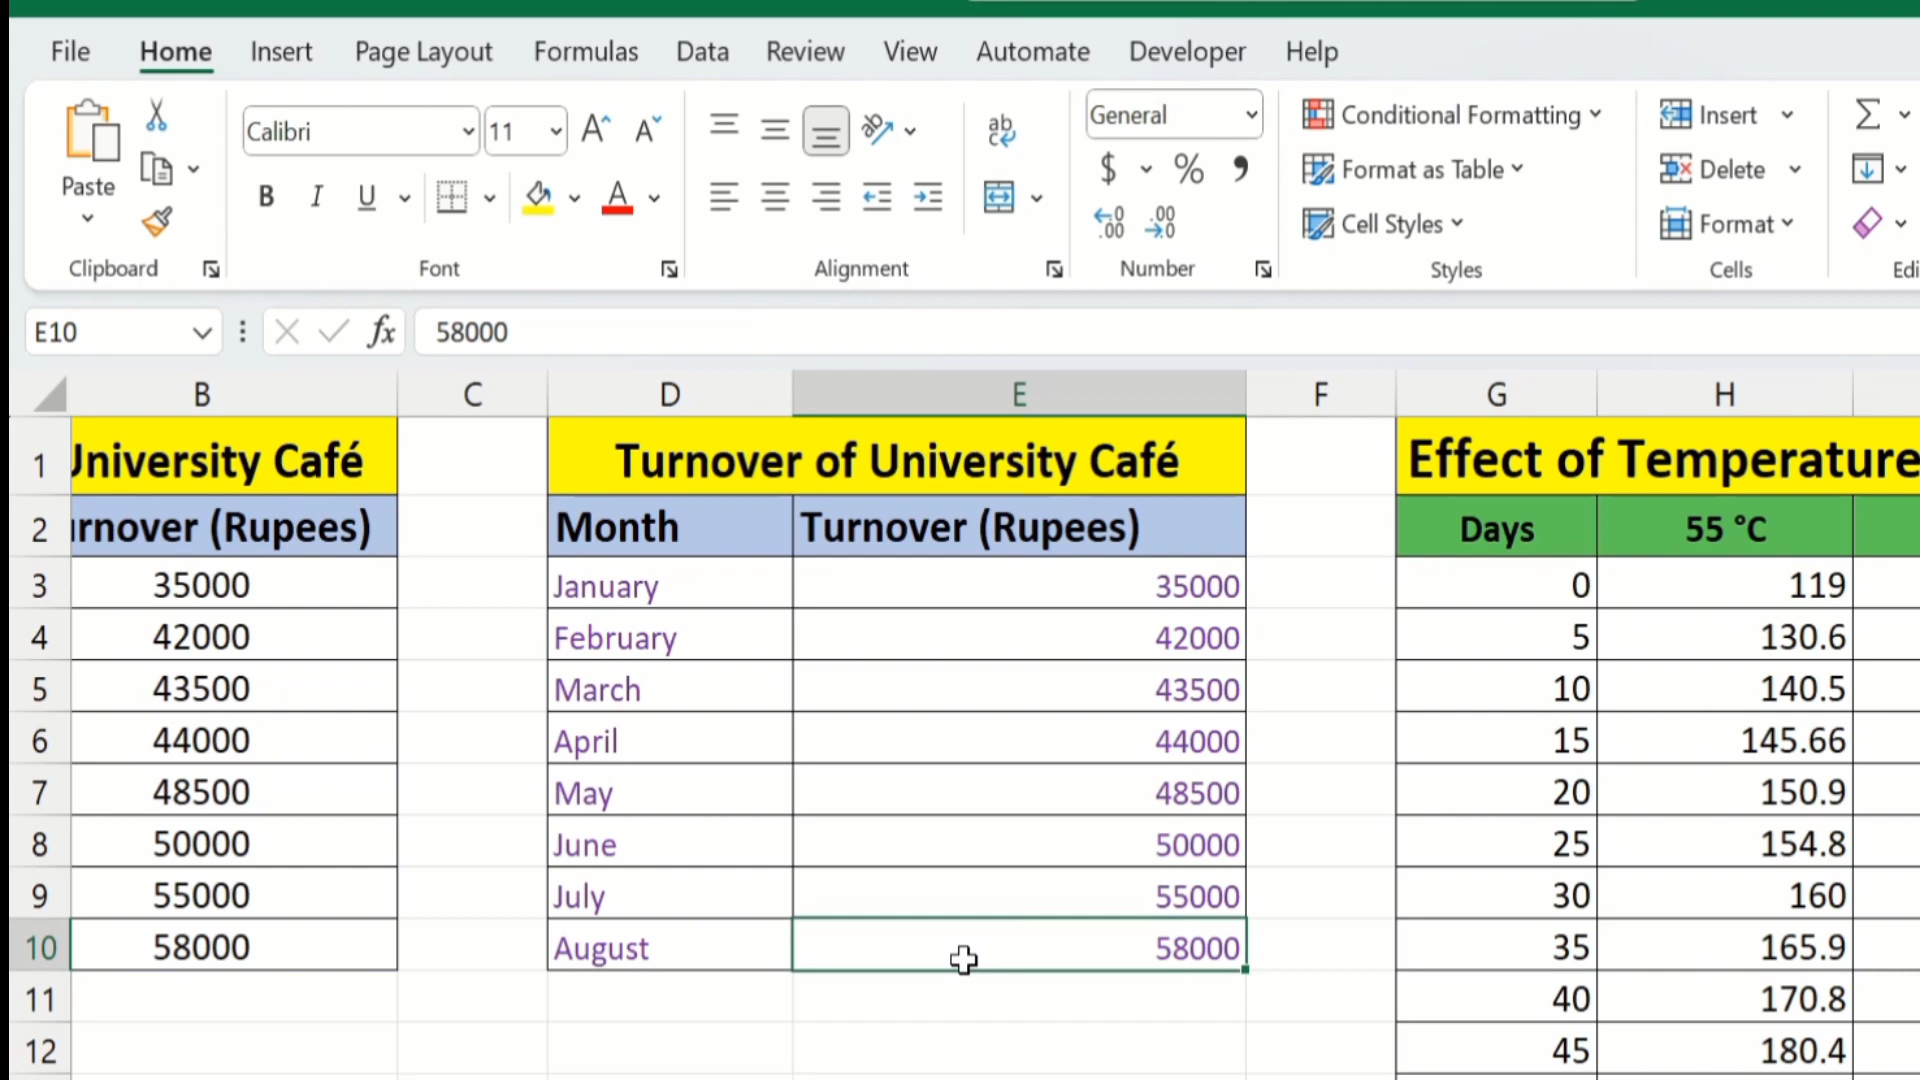 File Home Insert Page Layout Formulas Data Review View Automate Developer Help
Calibri 11 General Conditional Formatting Insert
Paste Format as Table Delete
B I U A $ % , Cell Styles Format
Clipboard Font Alignment Number Styles Cells Edi
E10 fx 58000
B C D E F G H
1 University Café Turnover of University Café Effect of Temperature
2 rnover (Rupees) Month Turnover (Rupees) Days 55 °C
3 35000 January 35000 0 119
4 42000 February 42000 5 130.6
5 43500 March 43500 10 140.5
6 44000 April 44000 15 145.66
7 48500 May 48500 20 150.9
8 50000 June 50000 25 154.8
9 55000 July 55000 30 160
10 58000 August 58000 35 165.9
11 40 170.8
12 45 180.4